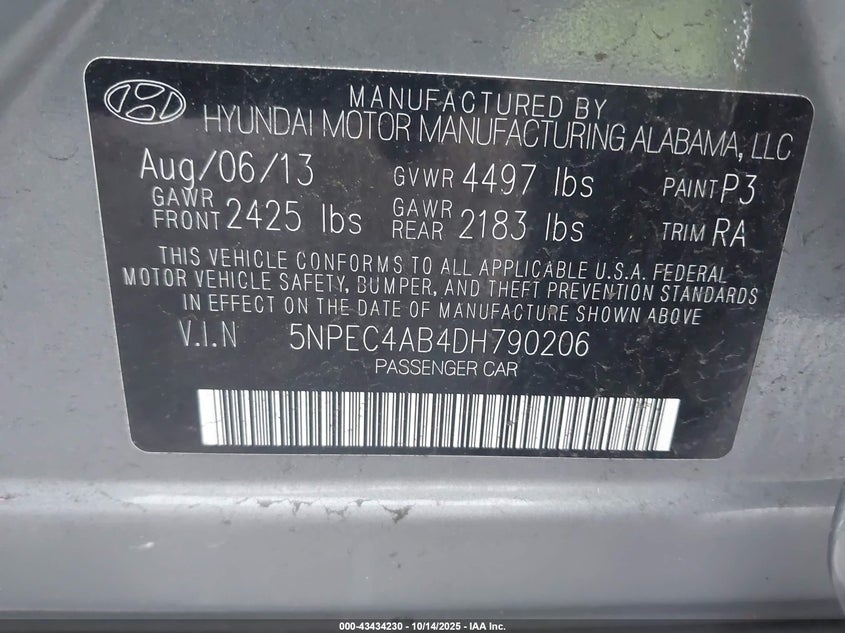 MANUFACTURED BY
HYUNDAI MOTOR MANUFACTURING ALABAMA, LLC
Aug/06/13 GVWR 4497 lbs PAINT P3
GAWR FRONT 2425 lbs GAWR REAR 2183 lbs TRIM RA
THIS VEHICLE CONFORMS TO ALL APPLICABLE U.S.A. FEDERAL
MOTOR VEHICLE SAFETY, BUMPER, AND THEFT PREVENTION STANDARDS
IN EFFECT ON THE DATE OF MANUFACTURE SHOWN ABOVE
V.I.N 5NPEC4AB4DH790206
PASSENGER CAR
000-43434230 - 10/14/2025 - IAA Inc.